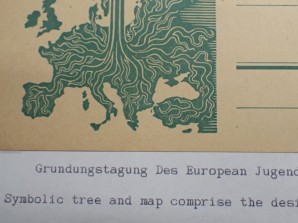 Grundungstagung Des European Jugend
Symbolic tree and map comprise the desi